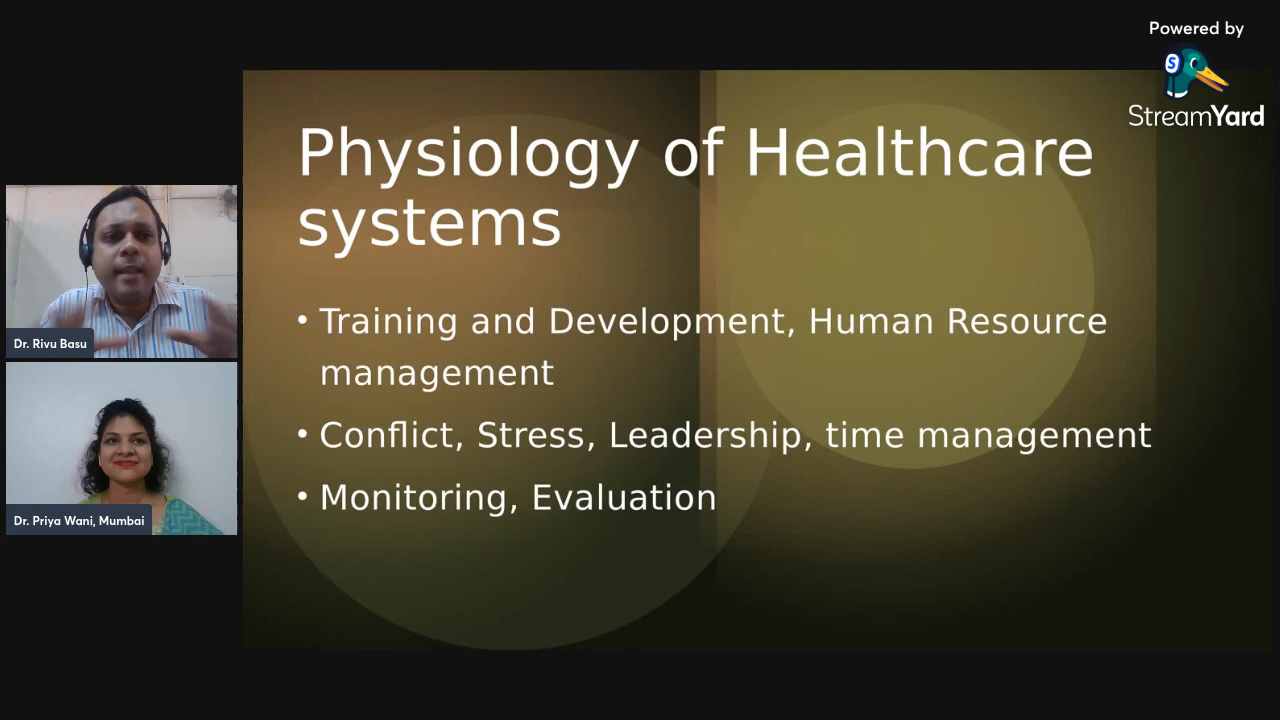 Powered by
S
StreamYard
Physiology of Healthcare
systems
• Training and Development, Human Resource
management
• Conflict, Stress, Leadership, time management
• Monitoring, Evaluation
Dr. Rivu Basu
Dr. Priya Wani, Mumbai